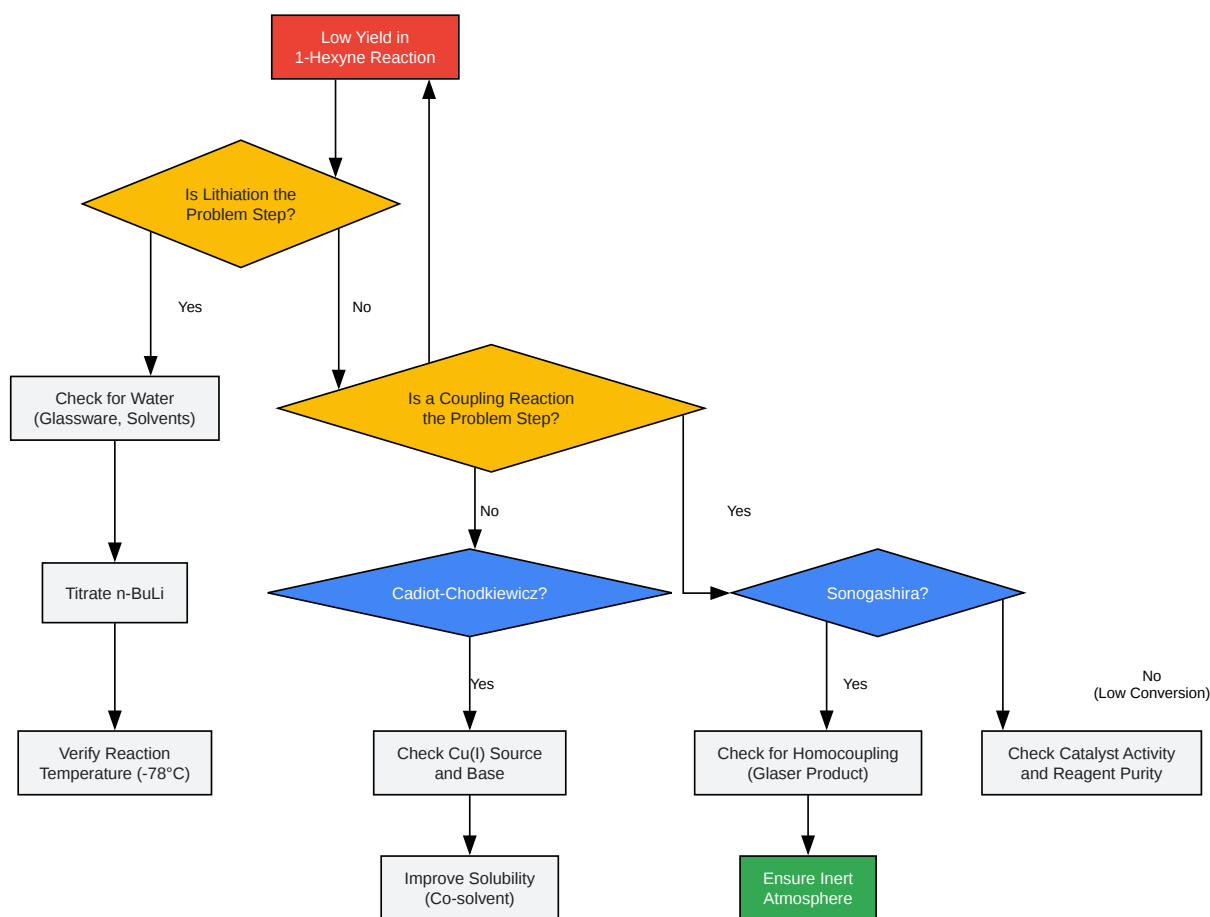 Low Yield in
1-Hexyne Reaction
Is Lithiation the
Problem Step?
Yes
No
Check for Water
(Glassware, Solvents)
Is a Coupling Reaction
the Problem Step?
No
Yes
Titrate n-BuLi
Cadiot-Chodkiewicz?
Sonogashira?
Yes
Yes
No
(Low Conversion)
Verify Reaction
Temperature (-78°C)
Check Cu(I) Source
and Base
Check for Homocoupling
(Glaser Product)
Check Catalyst Activity
and Reagent Purity
Improve Solubility
(Co-solvent)
Ensure Inert
Atmosphere